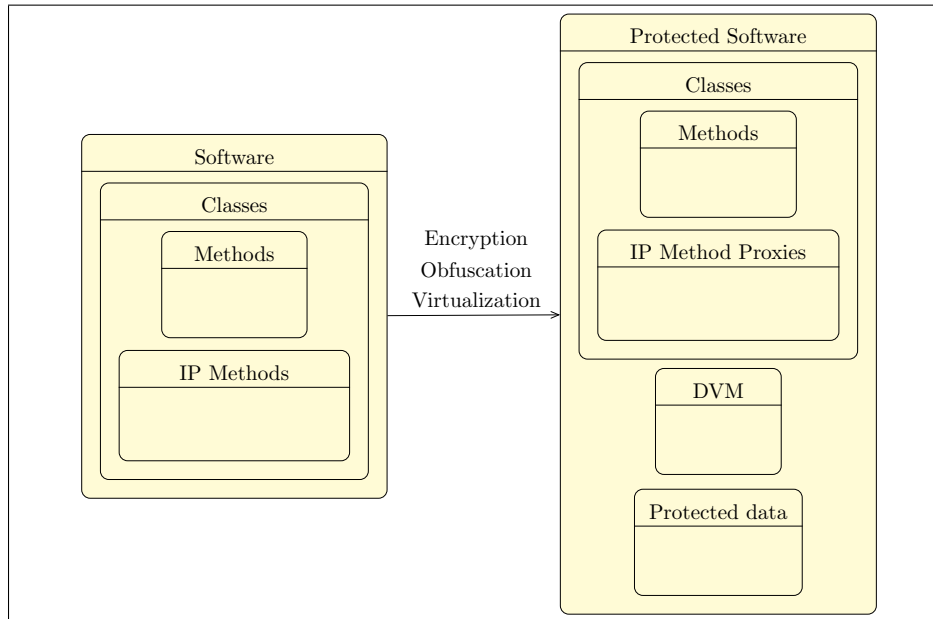 Software
Classes
Methods
IP Methods
Encryption
Obfuscation
Virtualization
Protected Software
Classes
Methods
IP Method Proxies
DVM
Protected data